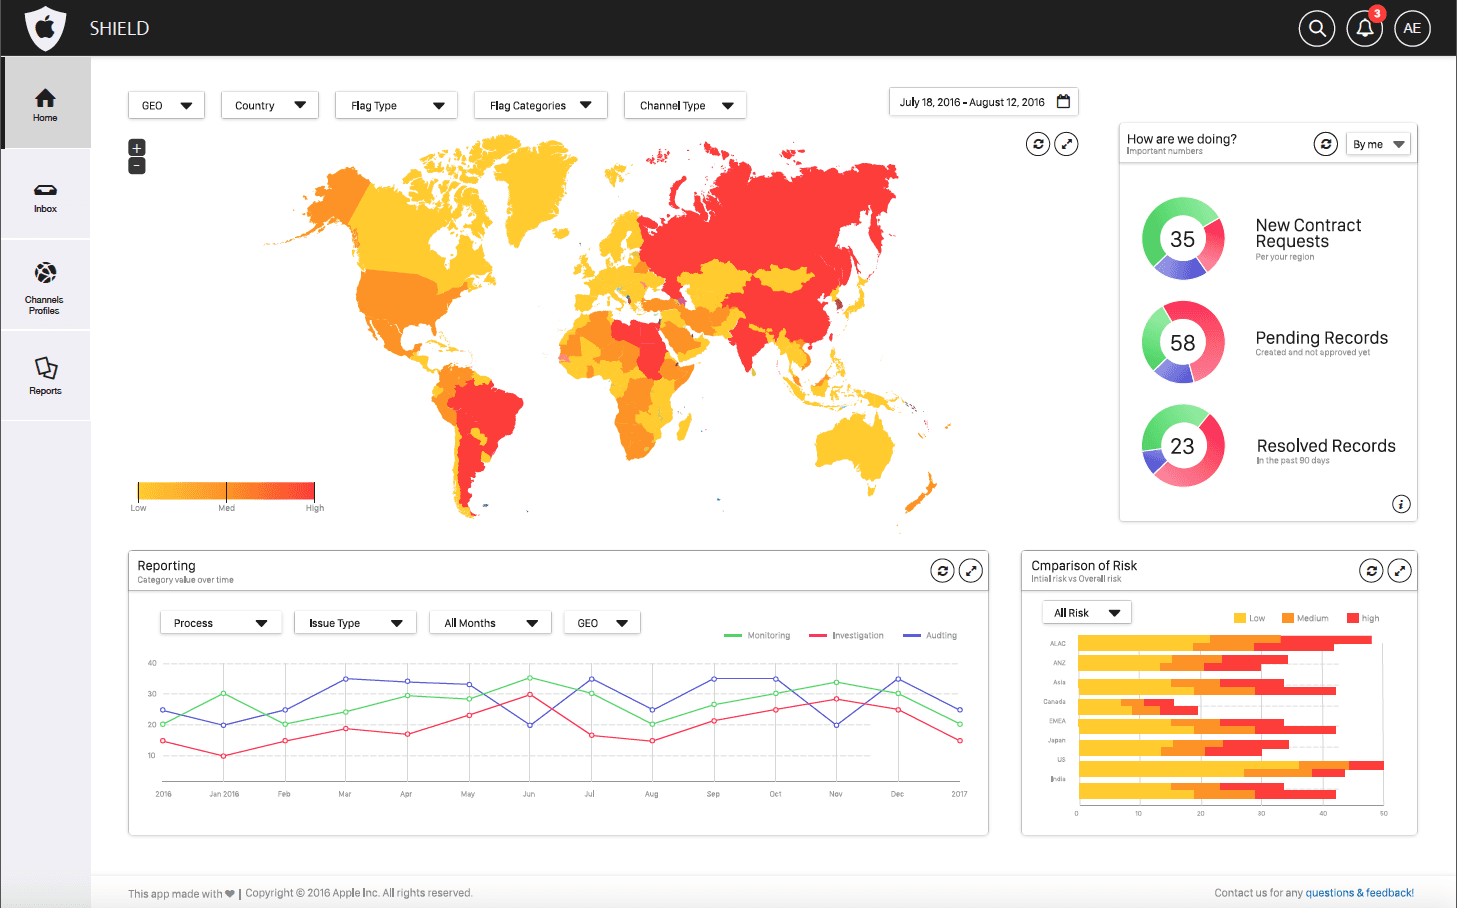 SHIELD
3
AE
Home
Inbox
Channels
Profiles
Reports
GEO
Country
Flag Type
Flag Categories
Channel Type
July 18, 2016 - August 12, 2016
+
−
Low
Med
High
How are we doing?
Important numbers
By me
35
New Contract
Requests
Per your region
58
Pending Records
Created and not approved yet
23
Resolved Records
In the past 90 days
i
Reporting
Category value over time
Process
Issue Type
All Months
GEO
Monitoring
Investigation
Audting
40
30
20
10
2016
Jan 2016
Feb
Mar
Apr
May
Jun
Jul
Aug
Sep
Oct
Nov
Dec
2017
Cmparison of Risk
Intial risk vs Overall risk
All Risk
Low
Medium
high
ALAC
ANZ
Asia
Canada
EMEA
Japan
US
India
0
10
20
30
40
50
This app made with ❤ | Copyright © 2016 Apple Inc. All rights reserved.
Contact us for any questions & feedback!